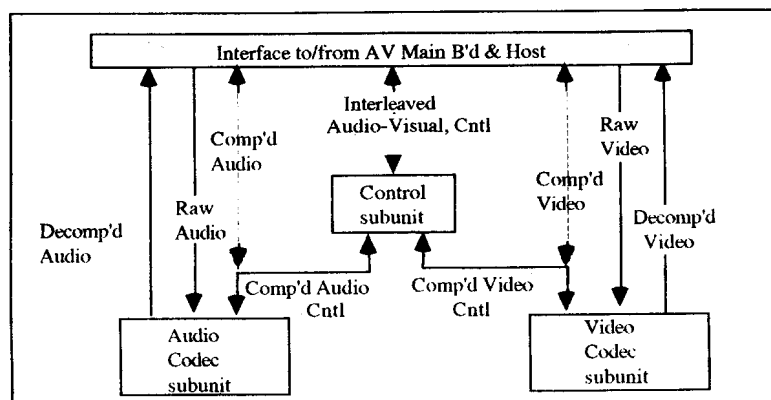 Interface to/from AV Main B'd & Host
Interleaved
Audio-Visual, Cntl
Comp'd
Audio
Raw
Video
Comp'd
Video
Control
subunit
Raw
Audio
Decomp'd
Audio
Decomp'd
Video
Comp'd Audio
Cntl
Comp'd Video
Cntl
Audio
Codec
subunit
Video
Codec
subunit